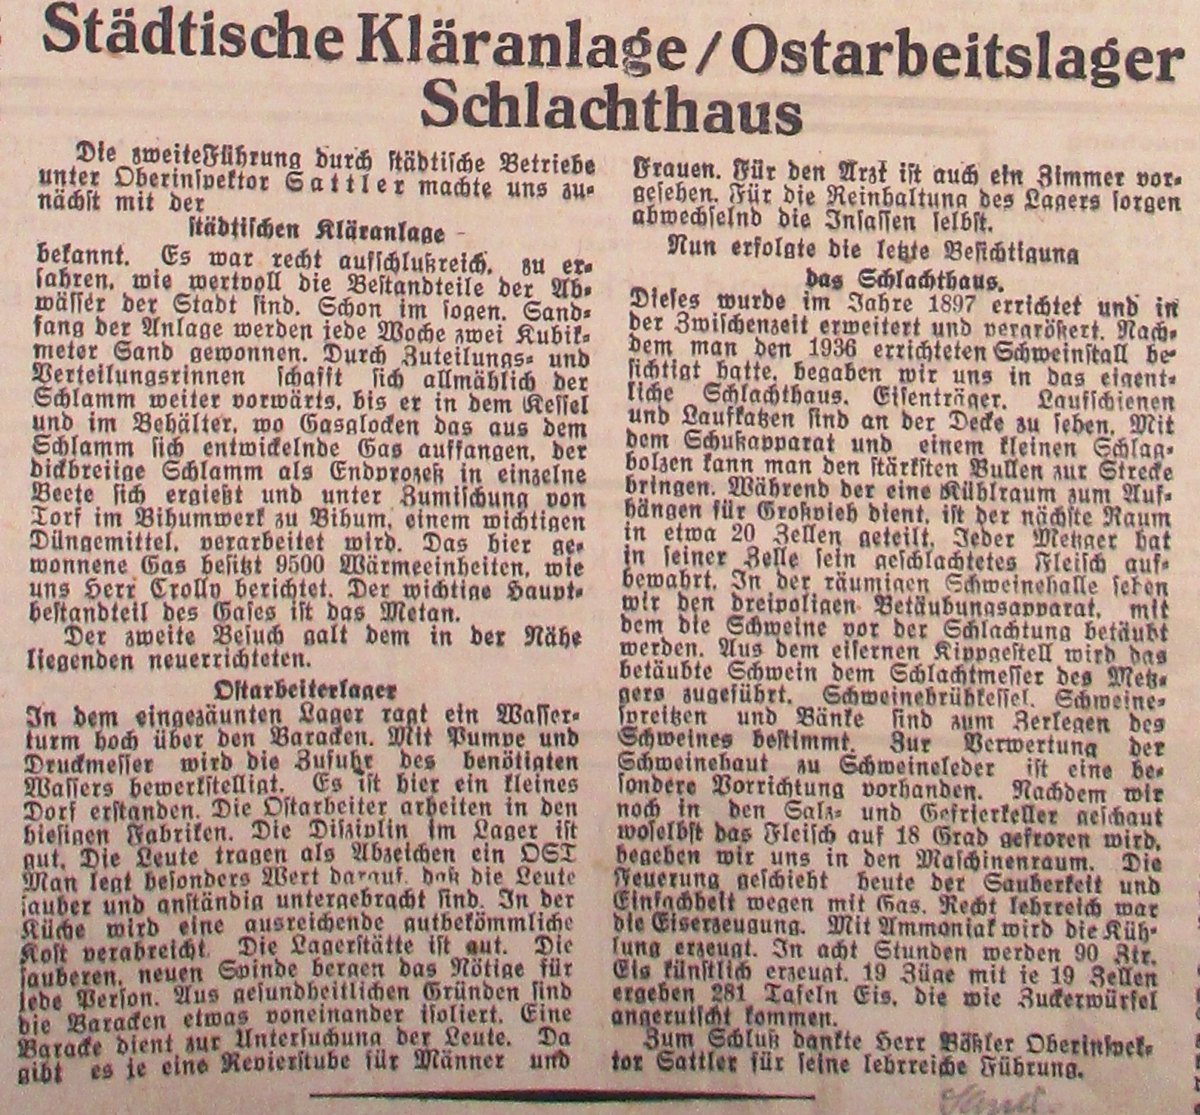 Städtische Kläranlage / Ostarbeitslager
Schlachthaus
Die zweite Führung durch städtische Betriebe
unter Oberinspektor Sattler machte uns zu-
nächst mit der
städtischen Kläranlage
bekannt. Es war recht aufschlußreich, zu er-
fahren, wie wertvoll die Bestandteile der Ab-
wässer der Stadt sind. Schon im sogen. Sand-
fang der Anlage werden jede Woche zwei Kubik-
meter Sand gewonnen. Durch Zuteilungs- und
Verteilungsrinnen schafft sich allmählich der
Schlamm weiter vorwärts, bis er in dem Kessel
und im Behälter, wo Gasglocken das aus dem
Schlamm sich entwickelnde Gas auffangen, der
dickbreiige Schlamm als Endprozeß in einzelne
Beete sich ergießt und unter Zumischung von
Torf im Bihumwerk zu Bihum, einem wichtigen
Düngemittel, verarbeitet wird. Das hier ge-
wonnene Gas besitzt 9500 Wärmeeinheiten, wie
uns Herr Crolly berichtet. Der wichtige Haupt-
bestandteil des Gases ist das Metan.
Der zweite Besuch galt dem in der Nähe
liegenden neuerrichteten.
Ostarbeiterlager
In dem eingezäunten Lager ragt ein Wasser-
turm hoch über den Baracken. Mit Pumpe und
Druckmesser wird die Zufuhr des benötigten
Wassers bewerkstelligt. Es ist hier ein kleines
Dorf erstanden. Die Ostarbeiter arbeiten in den
hiesigen Fabriken. Die Disziplin im Lager ist
gut. Die Leute tragen als Abzeichen ein OST
Man legt besonders Wert darauf, daß die Leute
sauber und anständig untergebracht sind. In der
Küche wird eine ausreichende gutbekömmliche
Kost verabreicht. Die Lagerstätte ist gut. Die
sauberen, neuen Spinde bergen das Nötige für
jede Person. Aus gesundheitlichen Gründen sind
die Baracken etwas voneinander isoliert. Eine
Baracke dient zur Untersuchung der Leute. Da
gibt es je eine Revierstube für Männer und
Frauen. Für den Arzt ist auch ein Zimmer vor-
gesehen. Für die Reinhaltung des Lagers sorgen
abwechselnd die Insassen selbst.
Nun erfolgte die letzte Besichtigung
das Schlachthaus.
Dieses wurde im Jahre 1897 errichtet und in
der Zwischenzeit erweitert und vergrößert. Nach-
dem man den 1936 errichteten Schweinstall be-
sichtigt hatte, begaben wir uns in das eigent-
liche Schlachthaus. Eisenträger, Laufschienen
und Laufkatzen sind an der Decke zu sehen. Mit
dem Schußapparat und einem kleinen Schlag-
bolzen kann man den stärksten Bullen zur Strecke
bringen. Während der eine Kühlraum zum Auf-
hängen für Großvieh dient, ist der nächste Raum
in etwa 20 Zellen geteilt. Jeder Metzger hat
in seiner Zelle sein geschlachtetes Fleisch auf-
bewahrt. In der räumigen Schweinehalle sehen
wir den dreipoligen Betäubungsapparat, mit
dem die Schweine vor der Schlachtung betäubt
werden. Aus dem eisernen Kippgestell wird das
betäubte Schwein dem Schlachtmesser des Metz-
gers zugeführt. Schweinebrühkessel, Schweine-
spreitzen und Bänke sind zum Zerlegen des
Schweines bestimmt. Zur Verwertung der
Schweinehaut zu Schweineleder ist eine be-
sondere Vorrichtung vorhanden. Nachdem wir
noch in den Salz- und Gefrierkeller geschaut
woselbst das Fleisch auf 18 Grad gefroren wird,
begeben wir uns in den Maschinenraum. Die
Feuerung geschieht heute der Sauberkeit und
Einfachheit wegen mit Gas. Recht lehrreich war
die Eiserzeugung. Mit Ammoniak wird die Küh-
lung erzeugt. In acht Stunden werden 90 Ztr.
Eis künstlich erzeugt. 19 Züge mit je 19 Zellen
ergeben 281 Tafeln Eis, die wie Zuckerwürfel
angerutscht kommen.
Zum Schluß dankte Herr Bößler Oberinspek-
tor Sattler für seine lehrreiche Führung.